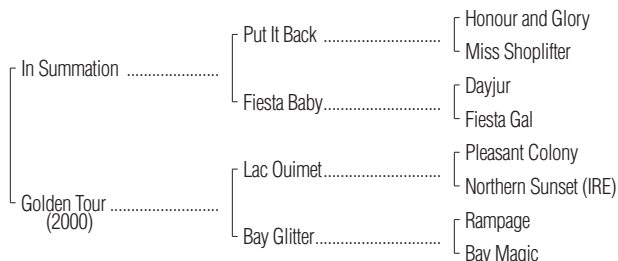 Honour and Glory
Put It Back
Miss Shoplifter
In Summation
Dayjur
Fiesta Baby
Fiesta Gal
Pleasant Colony
Lac Ouimet
Northern Sunset (IRE)
Golden Tour
(2000)
Rampage
Bay Glitter
Bay Magic